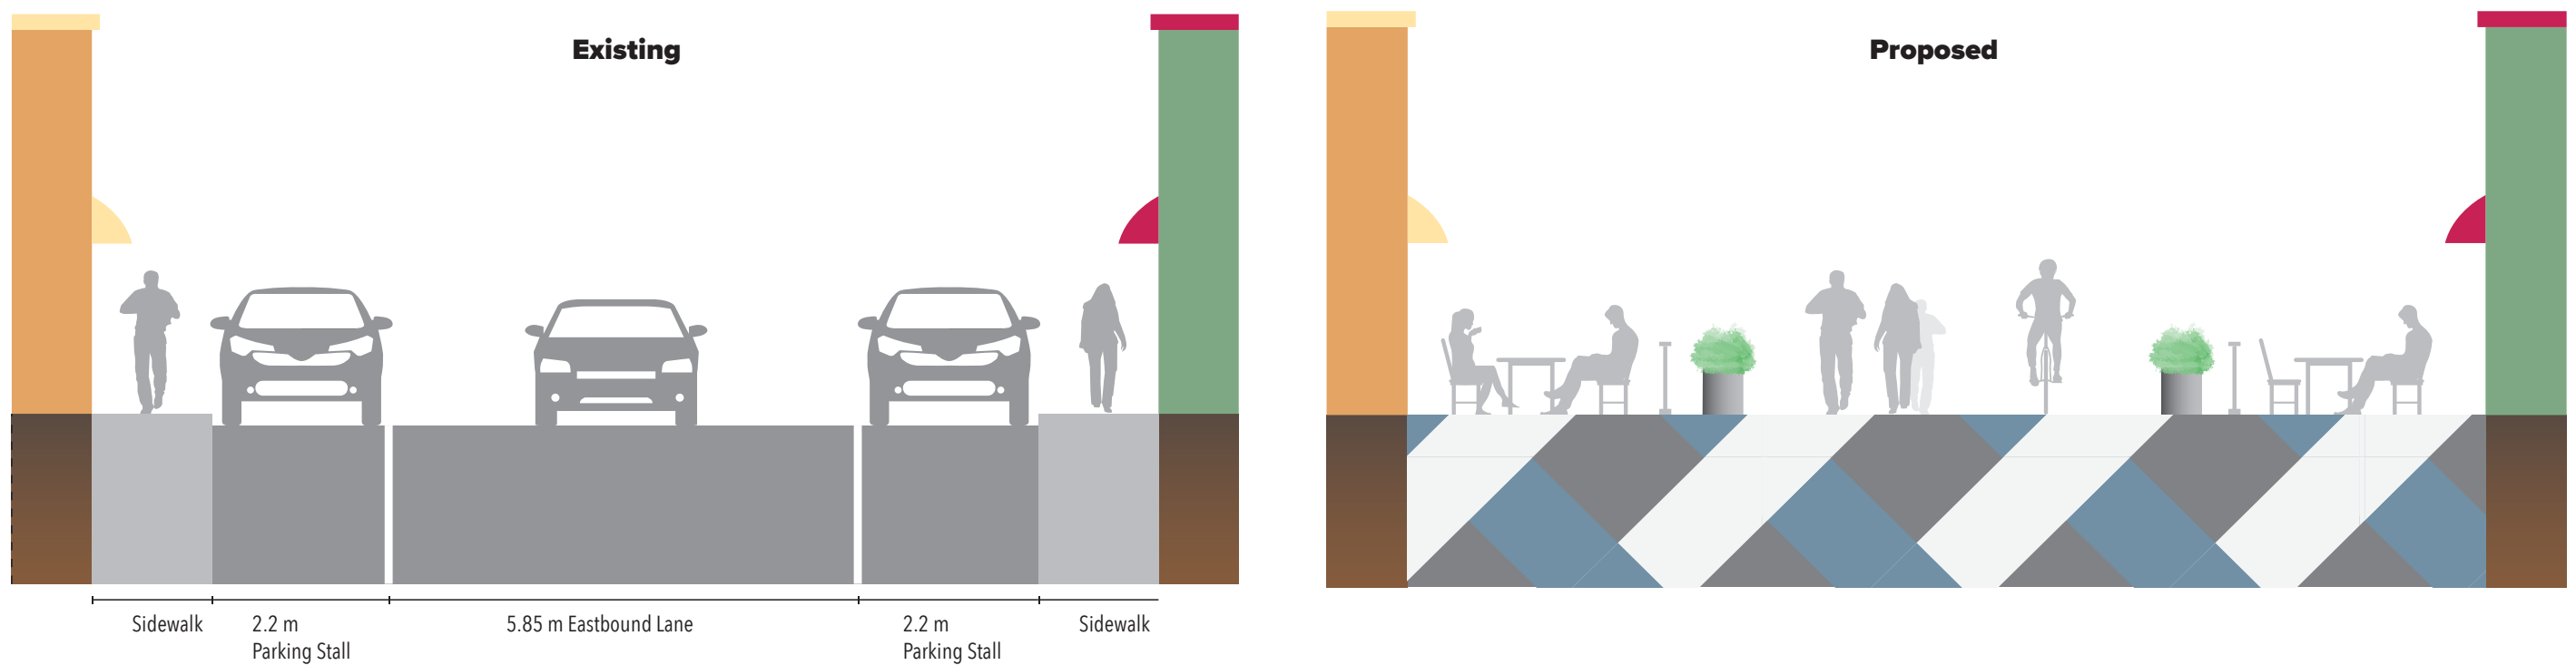 Existing
Proposed
Sidewalk
2.2 m
Parking Stall
5.85 m Eastbound Lane
2.2 m
Parking Stall
Sidewalk